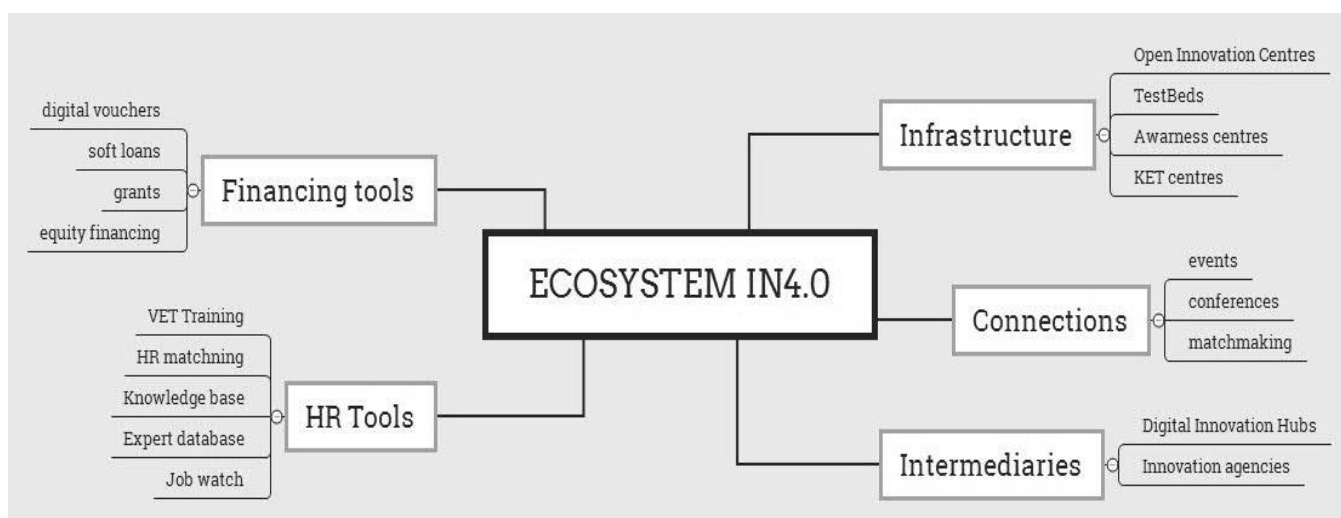 ECOSYSTEM IN4.0
Financing tools
digital vouchers
soft loans
grants
equity financing
HR Tools
VET Training
HR matchning
Knowledge base
Expert database
Job watch
Infrastructure
Open Innovation Centres
TestBeds
Awarness centres
KET centres
Connections
events
conferences
matchmaking
Intermediaries
Digital Innovation Hubs
Innovation agencies